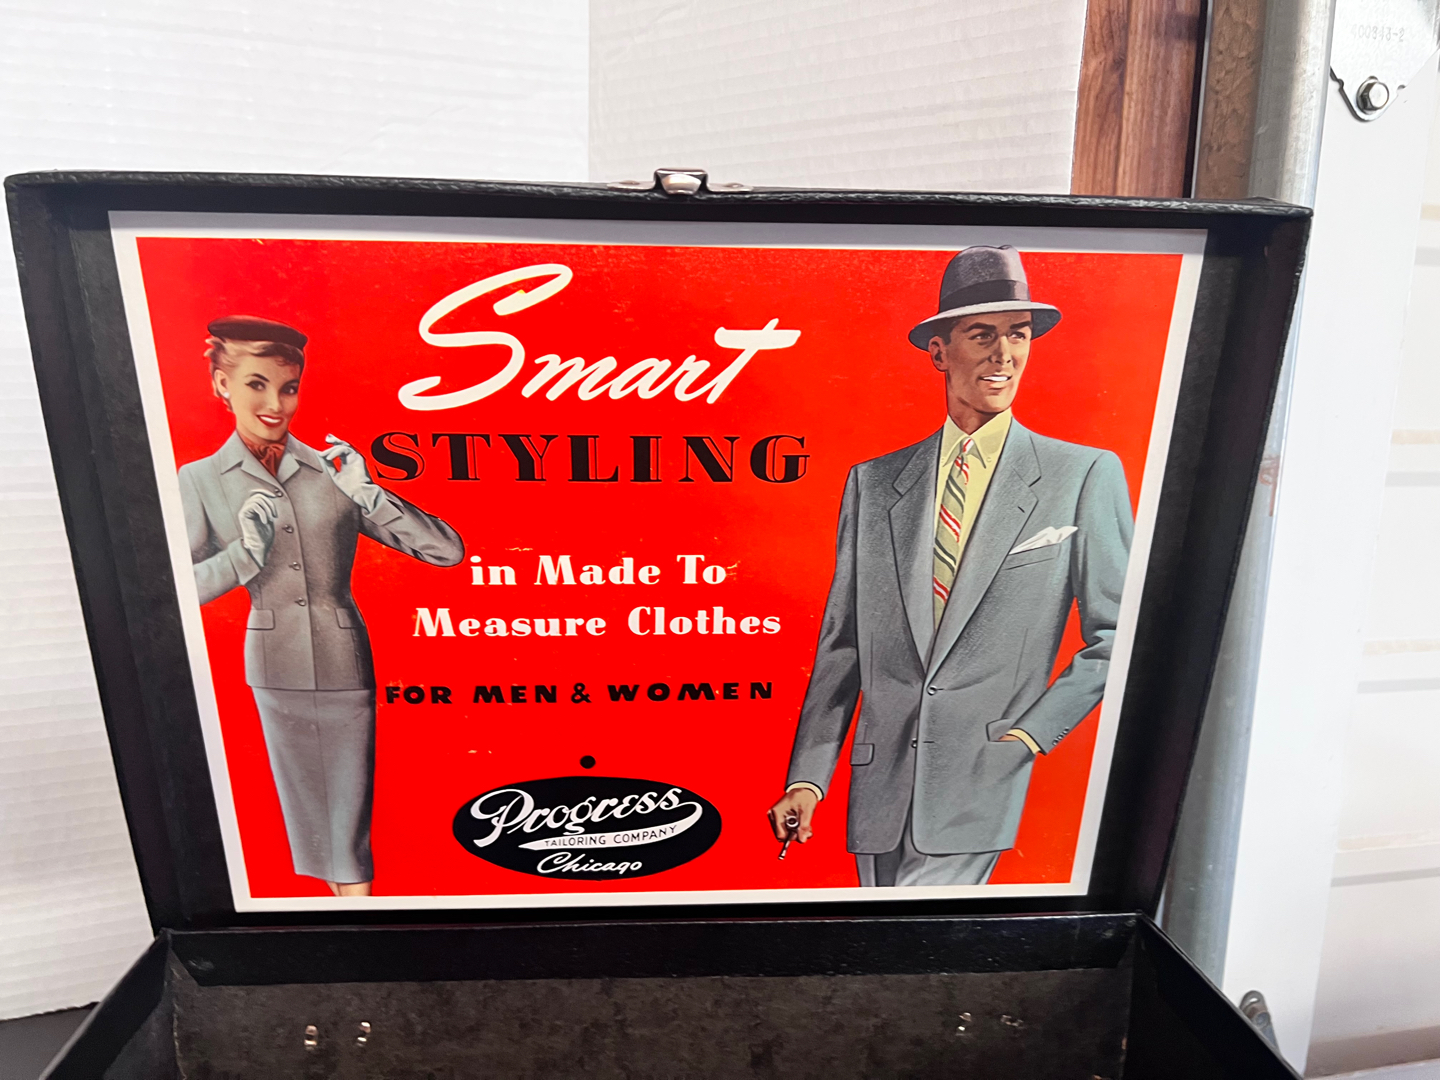 Smart
STYLING
in Made To
Measure Clothes
FOR MEN & WOMEN
Progress
TAILORING COMPANY
Chicago